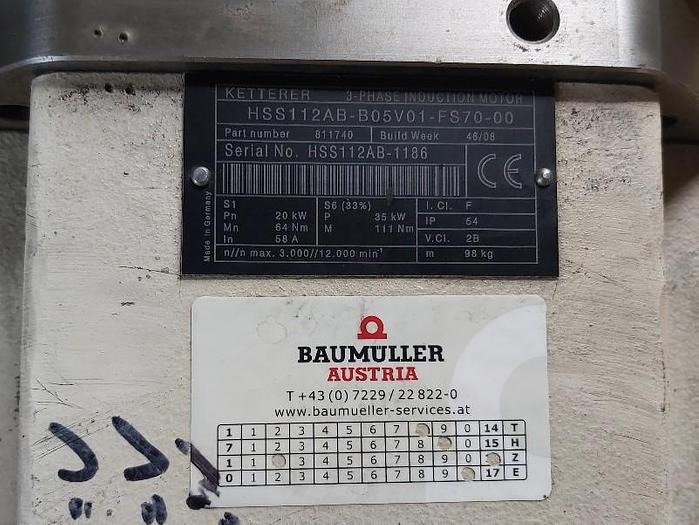 KETTERER 3-PHASE INDUCTION MOTOR
HSS112AB-B05V01-FS70-00
Part number 811740 Build Week 46/08
Serial No. HSS112AB-1186
CE
S1 S6 (33%) I. Cl. F
Pn 20 kW P 35 kW IP 54
Mn 64 Nm M 111 Nm V.Cl. 2B
In 58 A
n//n max. 3.000//12.000 min⁻¹ m 98 kg
Made in Germany
BAUMÜLLER
AUSTRIA
T +43 (0) 7229 / 22 822-0
www.baumueller-services.at
1 1 2 3 4 5 6 7 9 0 14 T
7 1 2 3 4 5 6 7 8 0 15 H
1 1 3 4 5 6 7 8 9 0 Z
0 1 2 3 4 5 6 7 8 9 17 E